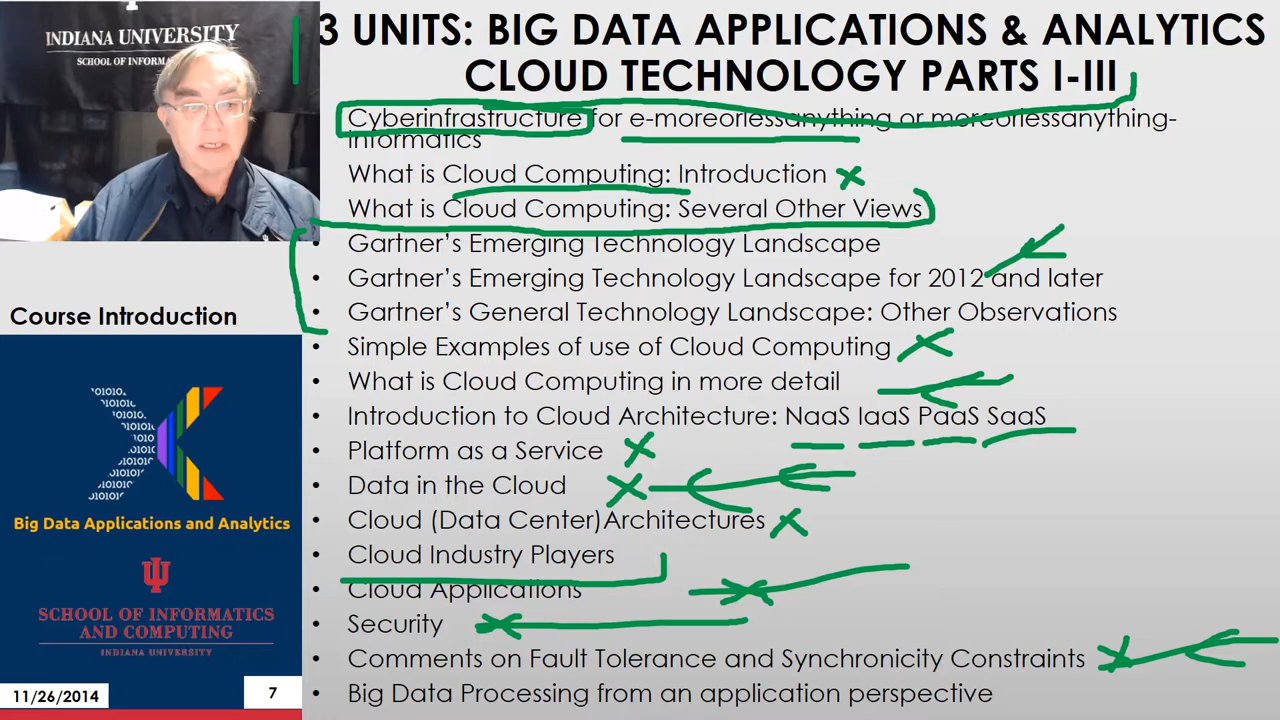 INDIANA UNIVERSITY
SCHOOL OF INFORMA
3 UNITS: BIG DATA APPLICATIONS & ANALYTICS
CLOUD TECHNOLOGY PARTS I-III
Cyberinfrastructure for e-moreorlessanything or moreorlessanything-
informatics
What is Cloud Computing: Introduction
What is Cloud Computing: Several Other Views
• Gartner's Emerging Technology Landscape
• Gartner's Emerging Technology Landscape for 2012 and later
• Gartner's General Technology Landscape: Other Observations
• Simple Examples of use of Cloud Computing
• What is Cloud Computing in more detail
• Introduction to Cloud Architecture: NaaS IaaS PaaS SaaS
• Platform as a Service
• Data in the Cloud
• Cloud (Data Center)Architectures
• Cloud Industry Players
• Cloud Applications
• Security
• Comments on Fault Tolerance and Synchronicity Constraints
• Big Data Processing from an application perspective
Course Introduction
Big Data Applications and Analytics
SCHOOL OF INFORMATICS
AND COMPUTING
INDIANA UNIVERSITY
11/26/2014
7